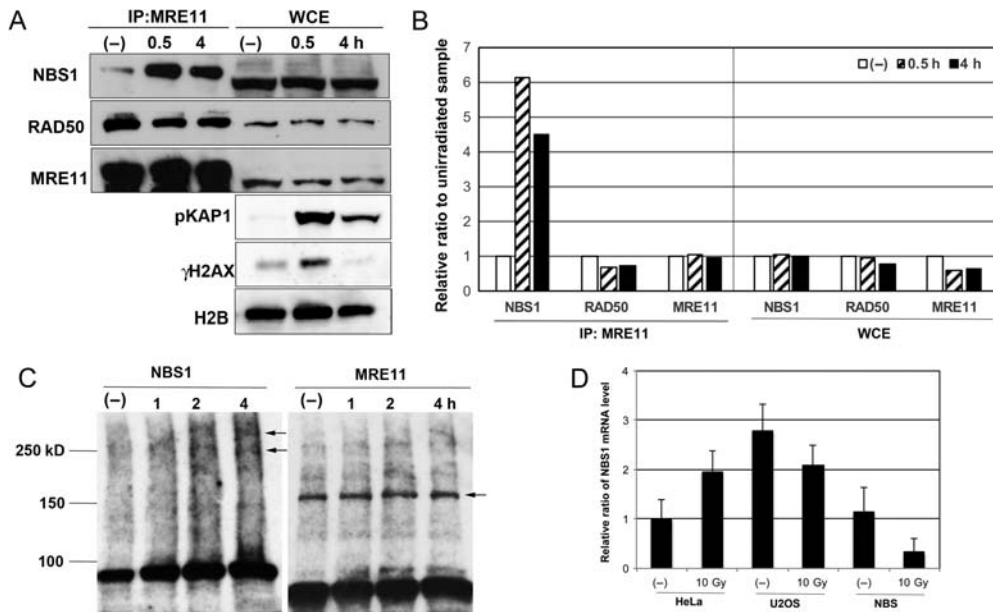 A
IP:MRE11 WCE
(–) 0.5 4 (–) 0.5 4 h
NBS1
RAD50
MRE11
pKAP1
γH2AX
H2B
B
Relative ratio to unirradiated sample
7
6
5
4
3
2
1
0
(–) 0.5 h 4 h
NBS1 RAD50 MRE11 NBS1 RAD50 MRE11
IP: MRE11 WCE
C
NBS1 MRE11
(–) 1 2 4 (–) 1 2 4 h
250 kD
150
100
D
Relative ratio of NBS1 mRNA level
4
3
2
1
0
(–) 10 Gy (–) 10 Gy (–) 10 Gy
HeLa U2OS NBS